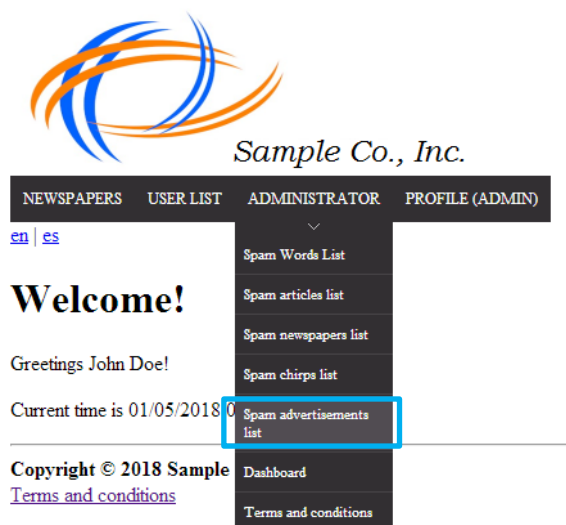 Sample Co., Inc.
NEWSPAPERS USER LIST ADMINISTRATOR PROFILE (ADMIN)
en | es
Welcome!
Greetings John Doe!
Current time is 01/05/2018
Copyright © 2018 Sample
Terms and conditions
Spam Words List
Spam articles list
Spam newspapers list
Spam chirps list
Spam advertisements
list
Dashboard
Terms and conditions